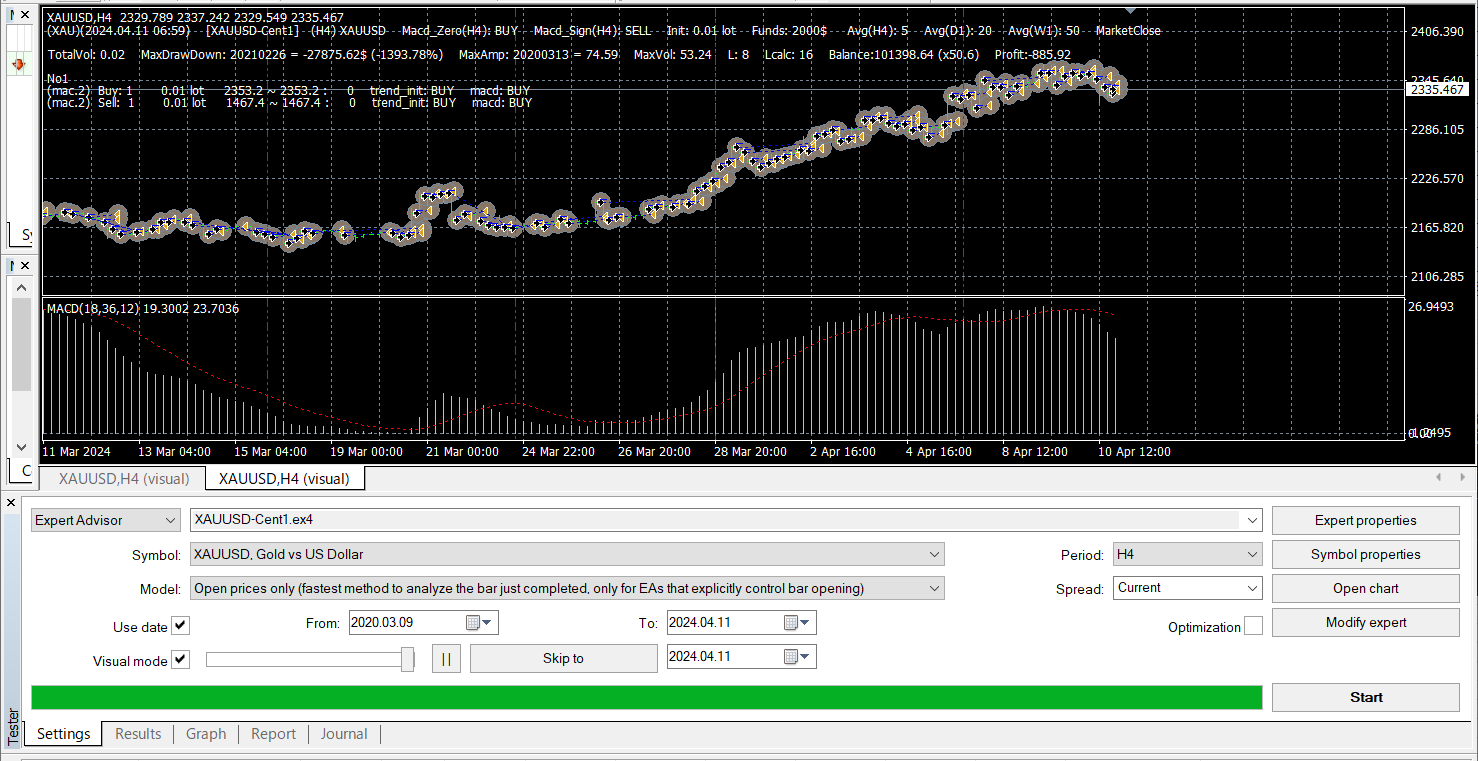 XAUUSD,H4 2329.789 2337.242 2329.549 2335.467
(XAU)(2024.04.11 06:59) [XAUUSD-Cent1] (H4) XAUUSD Macd_Zero(H4): BUY Macd_Sign(H4): SELL Init: 0.01 lot Funds: 2000$ Avg(H4): 5 Avg(D1): 20 Avg(W1): 50 MarketClose
TotalVol: 0.02 MaxDrawDown: 20210226 = -27875.62$ (-1393.78%) MaxAmp: 20200313 = 74.59 MaxVol: 53.24 L: 8 Lcalc: 16 Balance:101398.64 (x50.6) Profit:-885.92
No1
(mac.2) Buy: 1 0.01 lot 2353.2 ~ 2353.2 : 0 trend_init: BUY macd: BUY
(mac.2) Sell: 1 0.01 lot 1467.4 ~ 1467.4 : 0 trend_init: BUY macd: BUY
2406.390
2345.640
2335.467
2286.105
2226.570
2165.820
2106.285
MACD(18,36,12) 19.3002 23.7036
26.9493
11 Mar 2024 13 Mar 04:00 15 Mar 04:00 19 Mar 00:00 21 Mar 00:00 24 Mar 22:00 26 Mar 20:00 28 Mar 20:00 2 Apr 16:00 4 Apr 16:00 8 Apr 12:00 10 Apr 12:00
XAUUSD,H4 (visual) XAUUSD,H4 (visual)
Expert Advisor XAUUSD-Cent1.ex4 Expert properties
Symbol: XAUUSD, Gold vs US Dollar Period: H4 Symbol properties
Model: Open prices only (fastest method to analyze the bar just completed, only for EAs that explicitly control bar opening) Spread: Current Open chart
Use date From: 2020.03.09 To: 2024.04.11 Optimization Modify expert
Visual mode Skip to 2024.04.11
Start
Tester
Settings Results Graph Report Journal